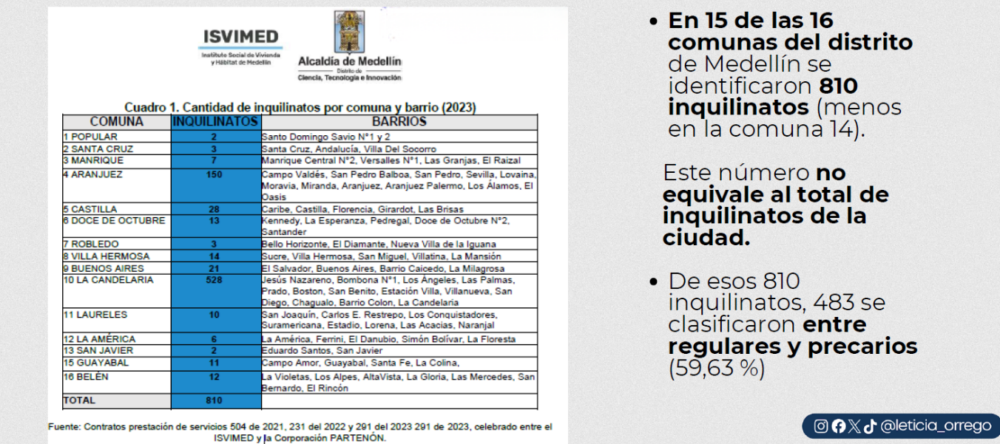 ISVIMED
Instituto Social de Vivienda
y Hábitat de Medellín
Alcaldía de Medellín
Distrito de
Ciencia, Tecnología e Innovación
Cuadro 1. Cantidad de inquilinatos por comuna y barrio (2023)
COMUNA INQUILINATOS BARRIOS
1 POPULAR 2 Santo Domingo Savio N°1 y 2
2 SANTA CRUZ 3 Santa Cruz, Andalucía, Villa Del Socorro
3 MANRIQUE 7 Manrique Central N°2, Versalles N°1, Las Granjas, El Raizal
4 ARANJUEZ 150 Campo Valdés, San Pedro Balboa, San Pedro, Sevilla, Lovaina,
Moravia, Miranda, Aranjuez, Aranjuez Palermo, Los Álamos, El
Oasis
5 CASTILLA 28 Caribe, Castilla, Florencia, Girardot, Las Brisas
6 DOCE DE OCTUBRE 13 Kennedy, La Esperanza, Pedregal, Doce de Octubre N°2,
Santander
7 ROBLEDO 3 Bello Horizonte, El Diamante, Nueva Villa de la Iguana
8 VILLA HERMOSA 14 Sucre, Villa Hermosa, San Miguel, Villatina, La Mansión
9 BUENOS AIRES 21 El Salvador, Buenos Aires, Barrio Caicedo, La Milagrosa
10 LA CANDELARIA 528 Jesús Nazareno, Bombona N°1, Los Ángeles, Las Palmas,
Prado, Boston, San Benito, Estación Villa, Villanueva, San
Diego, Chagualo, Barrio Colon, La Candelaria
11 LAURELES 10 San Joaquín, Carlos E. Restrepo, Los Conquistadores,
Suramericana, Estadio, Lorena, Las Acacias, Naranjal
12 LA AMÉRICA 6 La América, Ferrini, El Danubio, Simón Bolívar, La Floresta
13 SAN JAVIER 2 Eduardo Santos, San Javier
15 GUAYABAL 11 Campo Amor, Guayabal, Santa Fe, La Colina,
16 BELÉN 12 La Violetas, Los Alpes, AltaVista, La Gloria, Las Mercedes, San
Bernardo, El Rincón
TOTAL 810
Fuente: Contratos prestación de servicios 504 de 2021, 231 del 2022 y 291 del 2023 291 de 2023, celebrado entre el
ISVIMED y la Corporación PARTENÓN.
• En 15 de las 16
comunas del distrito
de Medellín se
identificaron 810
inquilinatos (menos
en la comuna 14).
Este número no
equivale al total de
inquilinatos de la
ciudad.
• De esos 810
inquilinatos, 483 se
clasificaron entre
regulares y precarios
(59,63 %)
@leticia_orrego